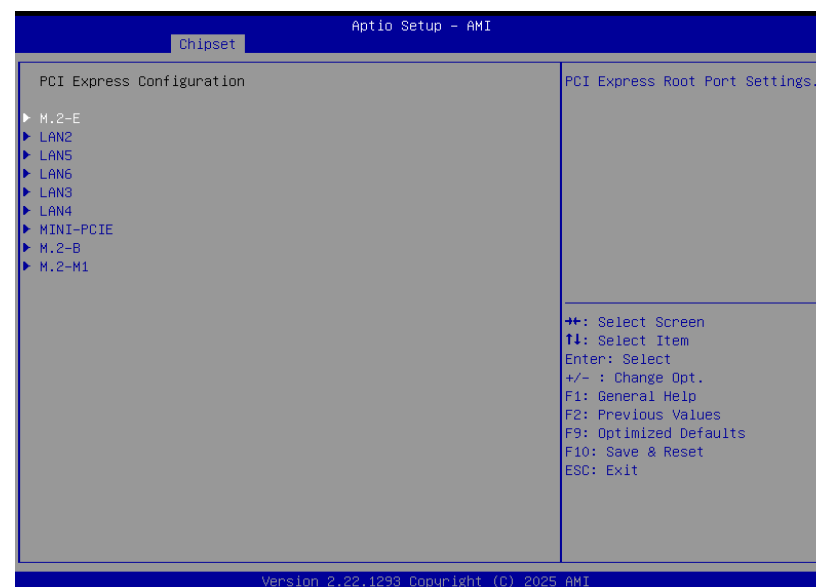 Aptio Setup – AMI
Chipset
PCI Express Configuration
▶ M.2-E
▶ LAN2
▶ LAN5
▶ LAN6
▶ LAN3
▶ LAN4
▶ MINI-PCIE
▶ M.2-B
▶ M.2-M1
PCI Express Root Port Settings.
→←: Select Screen
↑↓: Select Item
Enter: Select
+/- : Change Opt.
F1: General Help
F2: Previous Values
F9: Optimized Defaults
F10: Save & Reset
ESC: Exit
Version 2.22.1293 Copyright (C) 2025 AMI